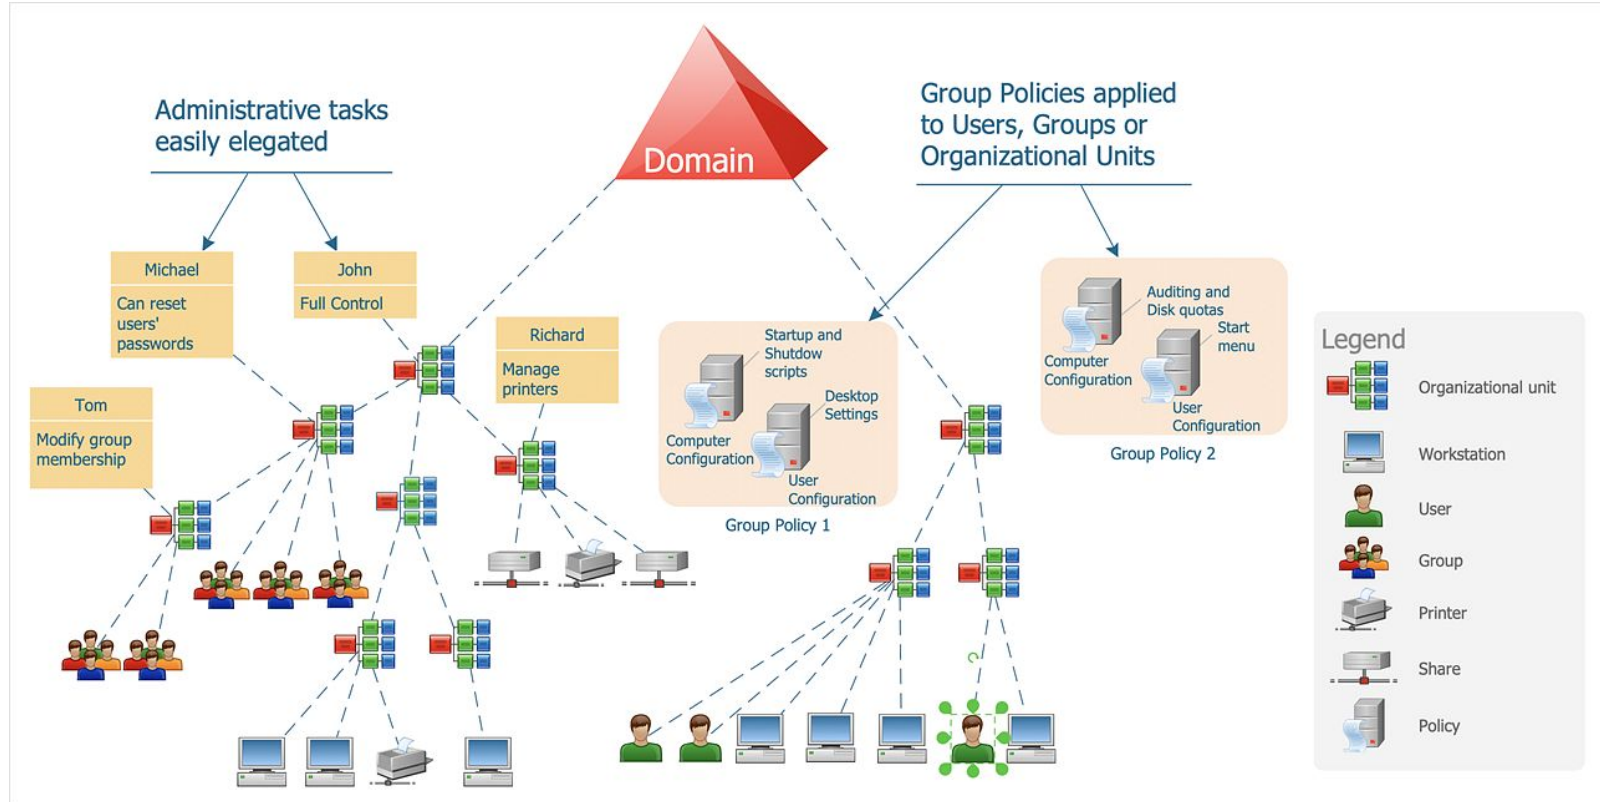 Administrative tasks
easily elegated
Domain
Group Policies applied
to Users, Groups or
Organizational Units
Michael
Can reset
users'
passwords
John
Full Control
Richard
Manage
printers
Tom
Modify group
membership
Startup and
Shutdow
scripts
Desktop
Settings
Computer
Configuration
User
Configuration
Group Policy 1
Auditing and
Disk quotas
Start
menu
Computer
Configuration
User
Configuration
Group Policy 2
Legend
Organizational unit
Workstation
User
Group
Printer
Share
Policy